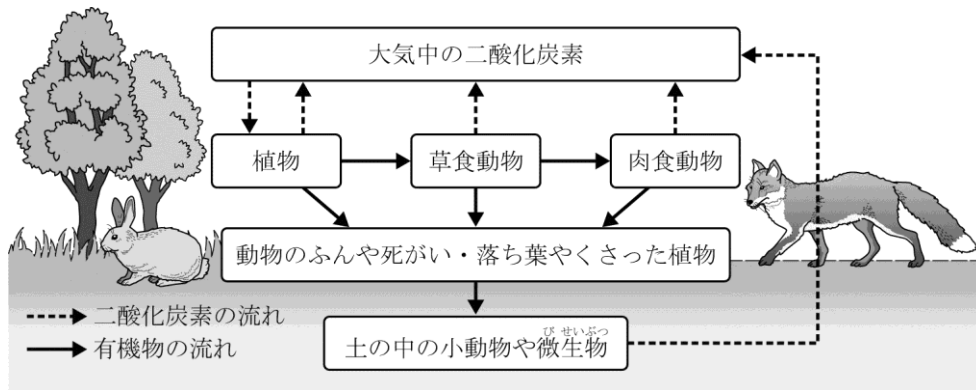 大気中の二酸化炭素
植物
草食動物
肉食動物
動物のふんや死がい・落ち葉やくさった植物
二酸化炭素の流れ
有機物の流れ
土の中の小動物や微生物
びせいぶつ